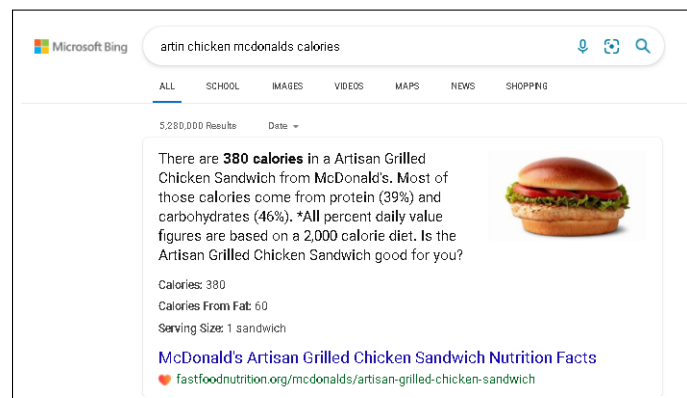 Microsoft Bing
artin chicken mcdonalds calories
ALL SCHOOL IMAGES VIDEOS MAPS NEWS SHOPPING
5,280,000 Results Date
There are 380 calories in a Artisan Grilled
Chicken Sandwich from McDonald's. Most of
those calories come from protein (39%) and
carbohydrates (46%). *All percent daily value
figures are based on a 2,000 calorie diet. Is the
Artisan Grilled Chicken Sandwich good for you?
Calories: 380
Calories From Fat: 60
Serving Size: 1 sandwich
McDonald's Artisan Grilled Chicken Sandwich Nutrition Facts
fastfoodnutrition.org/mcdonalds/artisan-grilled-chicken-sandwich